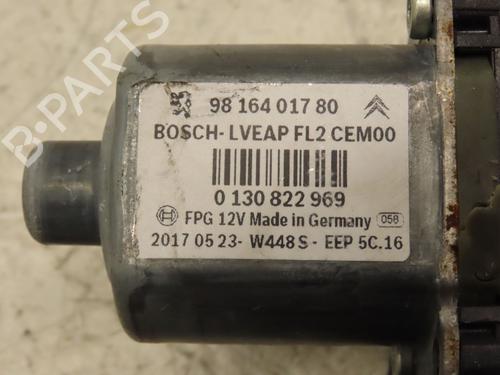 B-PARTS
98 164 017 80
BOSCH-LVEAP FL2 CEM00
0 130 822 969
FPG 12V Made in Germany 058
2017 05 23- W448 S - EEP 5C.16